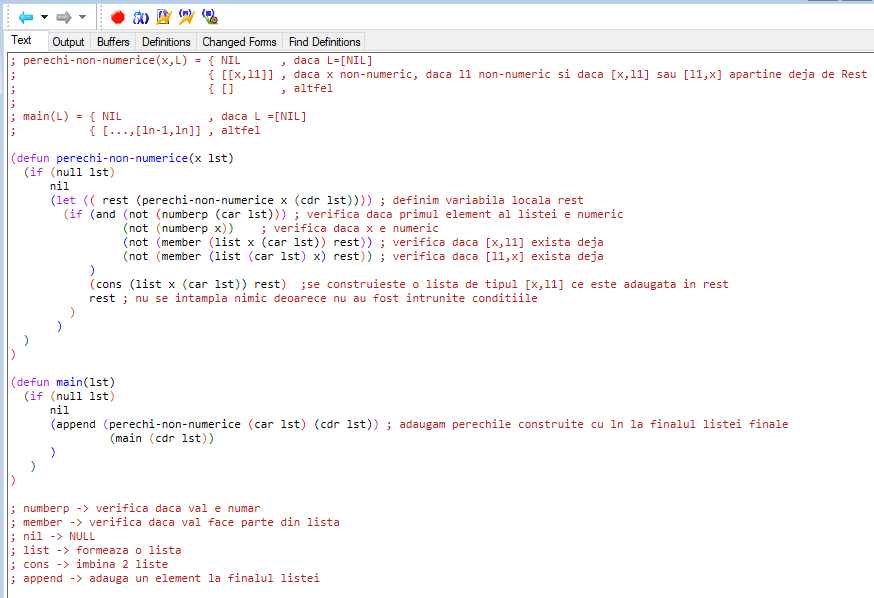 Text Output Buffers Definitions Changed Forms Find Definitions
; perechi-non-numerice(x,L) = { NIL      , daca L=[NIL]
;                             { [[x,l1]] , daca x non-numeric, daca l1 non-numeric si daca [x,l1] sau [l1,x] apartine deja de Rest
;                             { []       , altfel
;
; main(L) = { NIL             , daca L =[NIL]
;           { [...,[ln-1,ln]] , altfel
(defun perechi-non-numerice(x lst)
  (if (null lst)
      nil
      (let (( rest (perechi-non-numerice x (cdr lst)))) ; definim variabila locala rest
        (if (and (not (numberp (car lst))) ; verifica daca primul element al listei e numeric
                 (not (numberp x))    ; verifica daca x e numeric
                 (not (member (list x (car lst)) rest)) ; verifica daca [x,l1] exista deja
                 (not (member (list (car lst) x) rest)) ; verifica daca [l1,x] exista deja
            )
            (cons (list x (car lst)) rest)  ;se construieste o lista de tipul [x,l1] ce este adaugata in rest
            rest ; nu se intampla nimic deoarece nu au fost intrunite conditiile
         )
       )
  )
)
(defun main(lst)
  (if (null lst)
      nil
      (append (perechi-non-numerice (car lst) (cdr lst)) ; adaugam perechile construite cu ln la finalul listei finale
               (main (cdr lst))
      )
   )
)
; numberp -> verifica daca val e numar
; member -> verifica daca val face parte din lista
; nil -> NULL
; list -> formeaza o lista
; cons -> imbina 2 liste
; append -> adauga un element la finalul listei